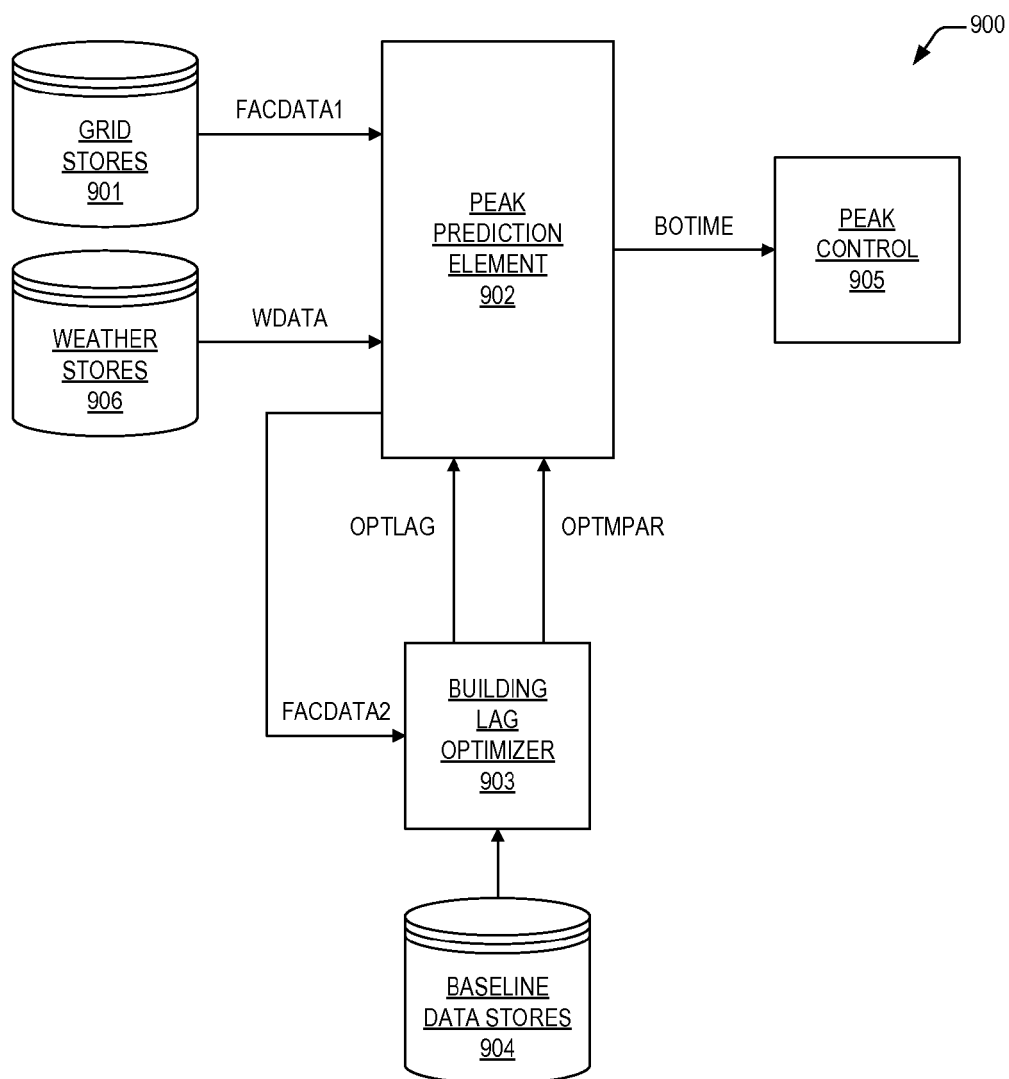 900
GRID
STORES
901
FACDATA1
PEAK
PREDICTION
ELEMENT
902
BOTIME
PEAK
CONTROL
905
WEATHER
STORES
906
WDATA
OPTLAG
OPTMPAR
FACDATA2
BUILDING
LAG
OPTIMIZER
903
BASELINE
DATA STORES
904